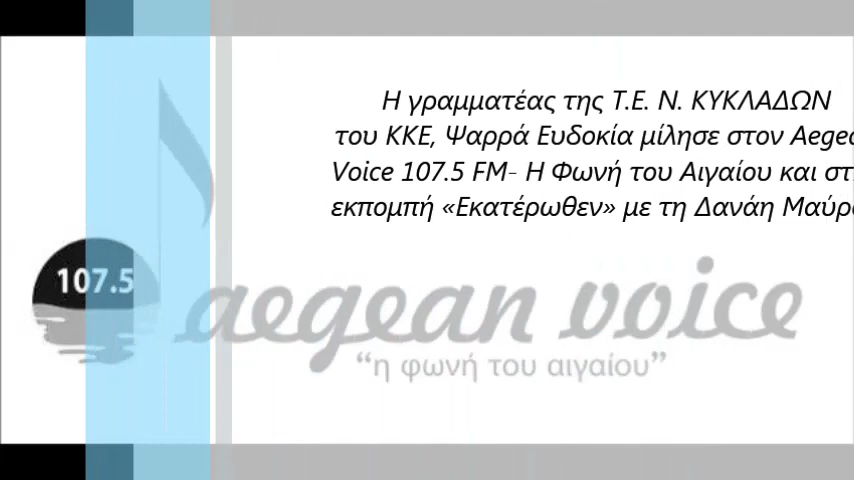 Η γραμματέας της Τ.Ε. Ν. ΚΥΚΛΑΔΩΝ
του ΚΚΕ, Ψαρρά Ευδοκία μίλησε στον
Voice 107.5 FM- Η Φωνή του Αιγαίου και
εκπομπή «Εκατέρωθεν» με τη Δανάη
107.5
aegean voice
“η φωνή του αιγαίου”